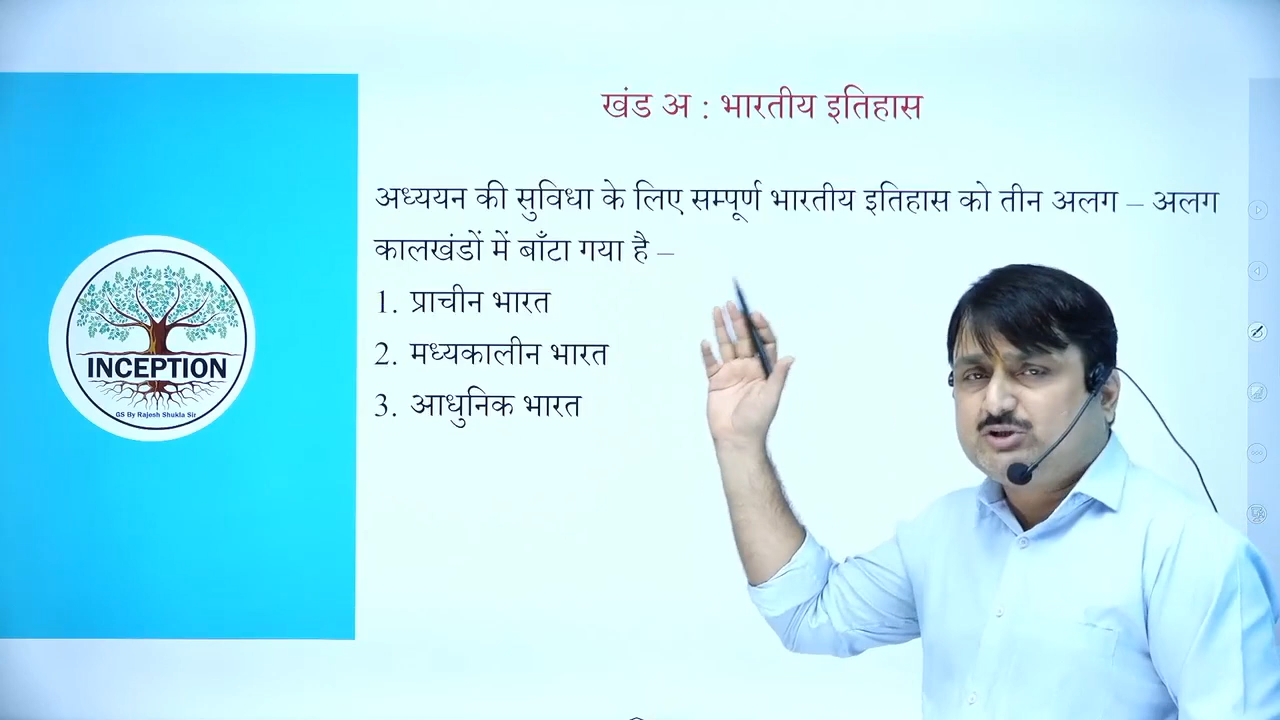 खंड अ : भारतीय इतिहास
अध्ययन की सुविधा के लिए सम्पूर्ण भारतीय इतिहास को तीन अलग – अलग
कालखंडों में बाँटा गया है –
1. प्राचीन भारत
2. मध्यकालीन भारत
3. आधुनिक भारत
INCEPTION
GS By Rajesh Shukla Sir